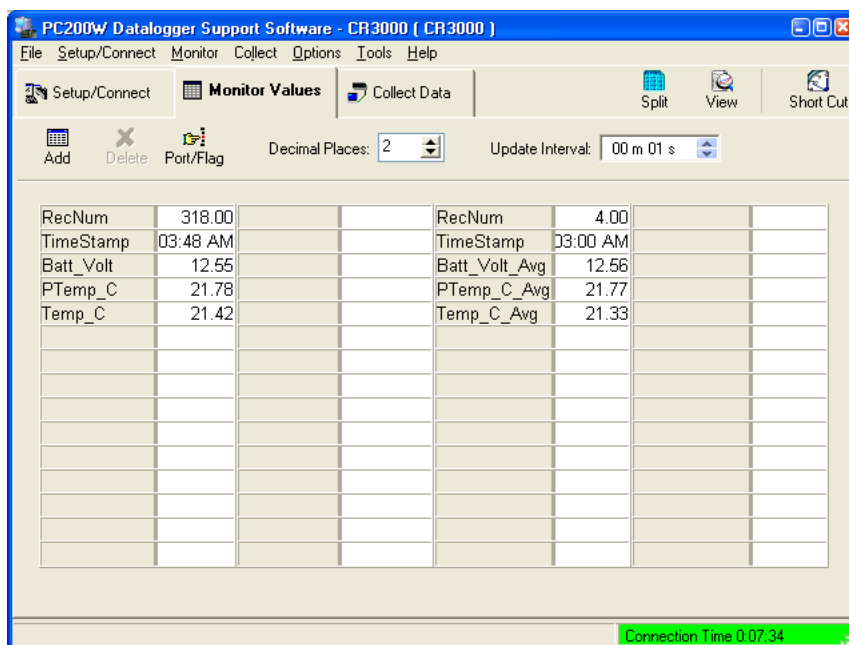 PC200W Datalogger Support Software - CR3000 ( CR3000 )
File Setup/Connect Monitor Collect Options Tools Help
Setup/Connect Monitor Values Collect Data Split View Short Cut
Add Delete Port/Flag Decimal Places: 2 Update Interval: 00 m 01 s
RecNum 318.00 RecNum 4.00
TimeStamp 03:48 AM TimeStamp 03:00 AM
Batt_Volt 12.55 Batt_Volt_Avg 12.56
PTemp_C 21.78 PTemp_C_Avg 21.77
Temp_C 21.42 Temp_C_Avg 21.33
Connection Time 0:07:34